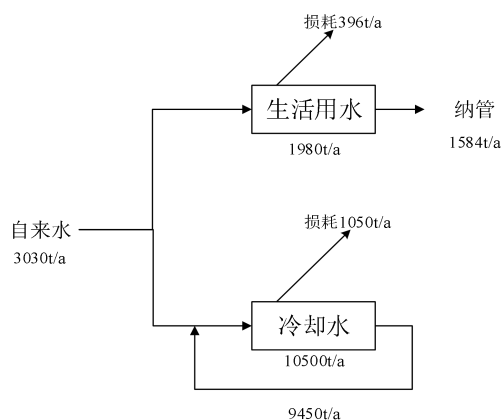 损耗396t/a
生活用水
1980t/a
纳管
1584t/a
自来水
3030t/a
损耗1050t/a
冷却水
10500t/a
9450t/a